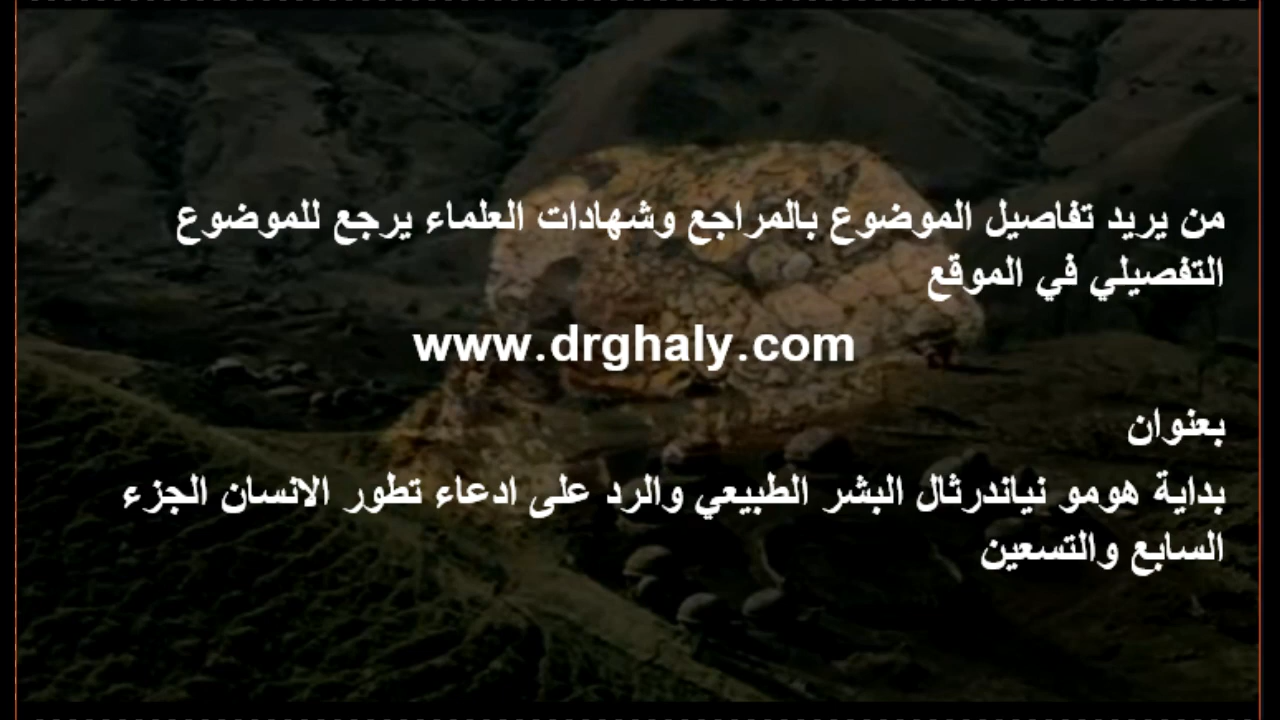 من يريد تفاصيل الموضوع بالمراجع وشهادات العلماء يرجع للموضوع
التفصيلي في الموقع
www.drghaly.com
بعنوان
بداية هومو نياندرثال البشر الطبيعي والرد على ادعاء تطور الانسان الجزء
السابع والتسعين